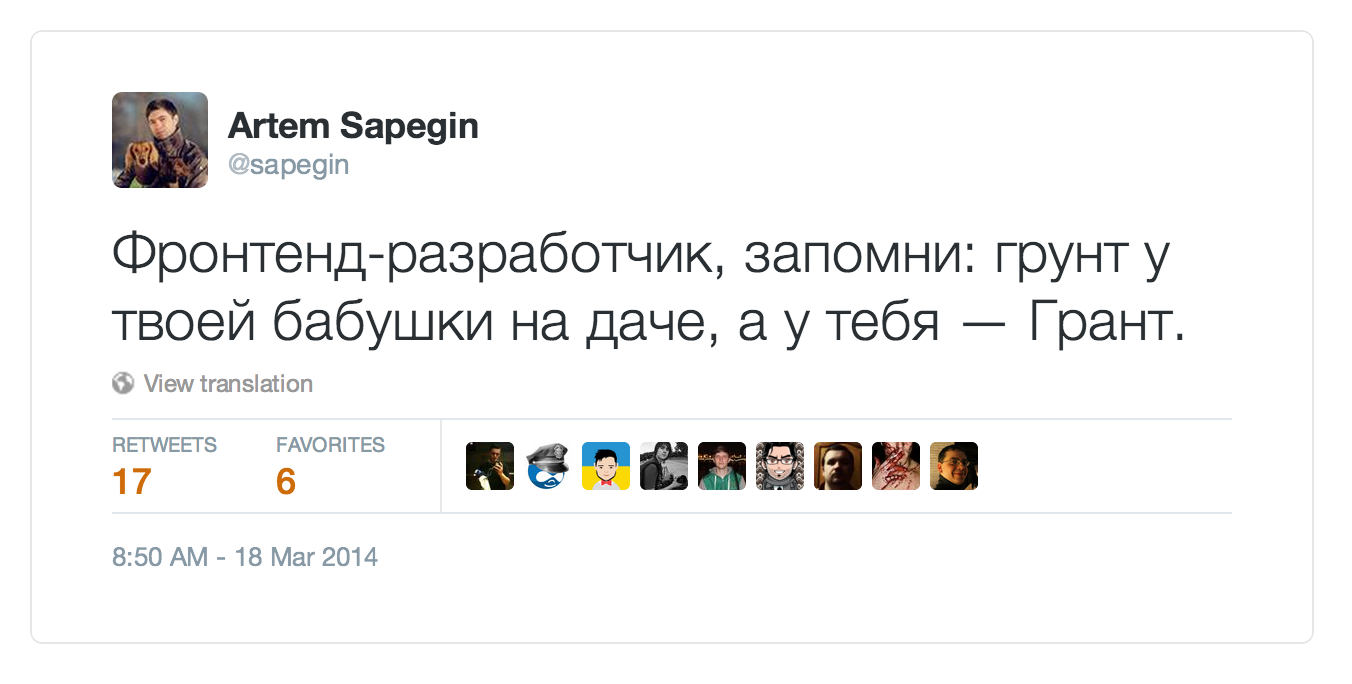 Artem Sapegin
@sapegin
Фронтенд-разработчик, запомни: грунт у
твоей бабушки на даче, а у тебя — Грант.
View translation
RETWEETS FAVORITES
17 6
8:50 AM - 18 Mar 2014